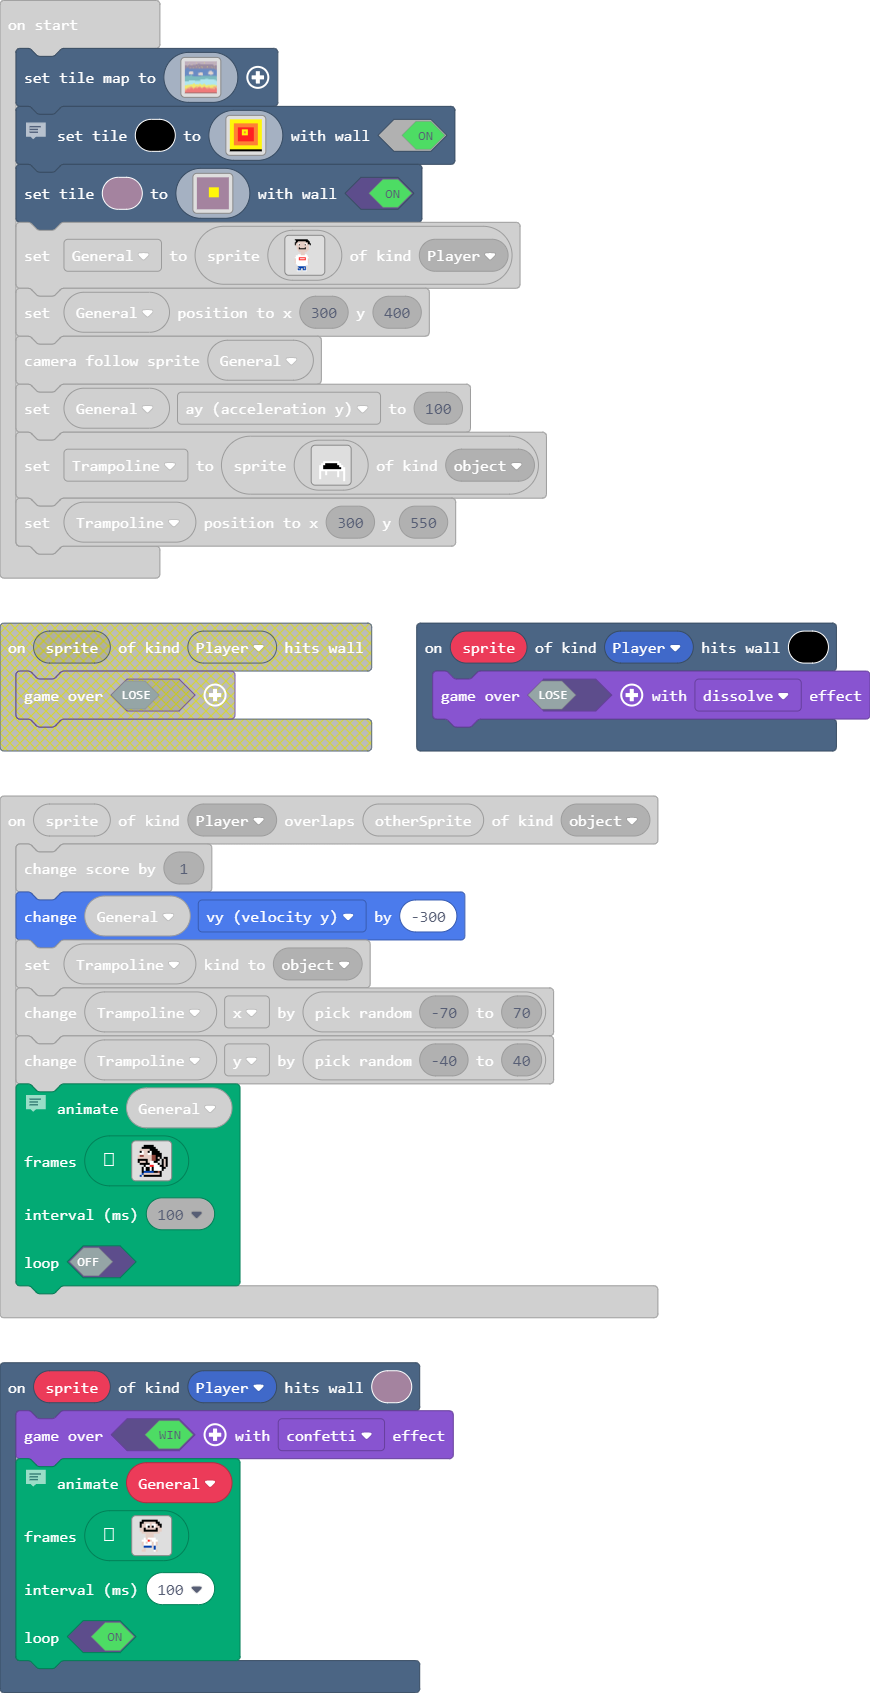 on start
set tile map to
set tile to with wall ON
set tile to with wall ON
set General to sprite of kind Player
set General position to x 300 y 400
camera follow sprite General
set General ay (acceleration y) to 100
set Trampoline to sprite of kind object
set Trampoline position to x 300 y 550
on sprite of kind Player hits wall
game over LOSE
on sprite of kind Player hits wall
game over LOSE with dissolve effect
on sprite of kind Player overlaps otherSprite of kind object
change score by 1
change General vy (velocity y) by -300
set Trampoline kind to object
change Trampoline x by pick random -70 to 70
change Trampoline y by pick random -40 to 40
animate General
frames
interval (ms) 100
loop OFF
on sprite of kind Player hits wall
game over WIN with confetti effect
animate General
frames
interval (ms) 100
loop ON